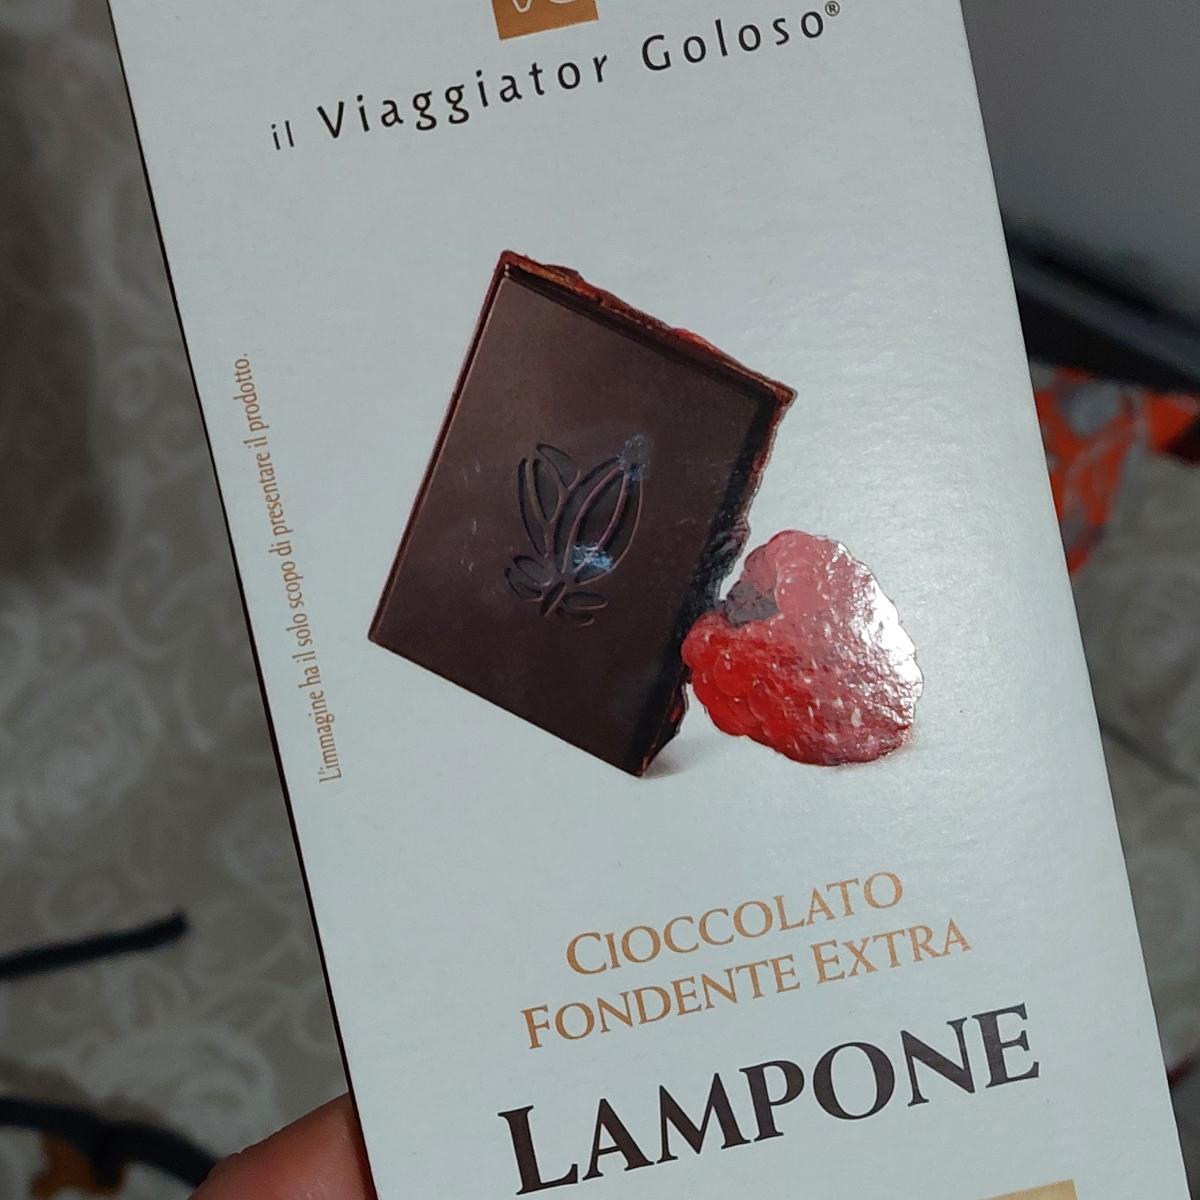 il Viaggiator Goloso®
L'immagine ha il solo scopo di presentare il prodotto.
CIOCCOLATO
FONDENTE EXTRA
LAMPONE